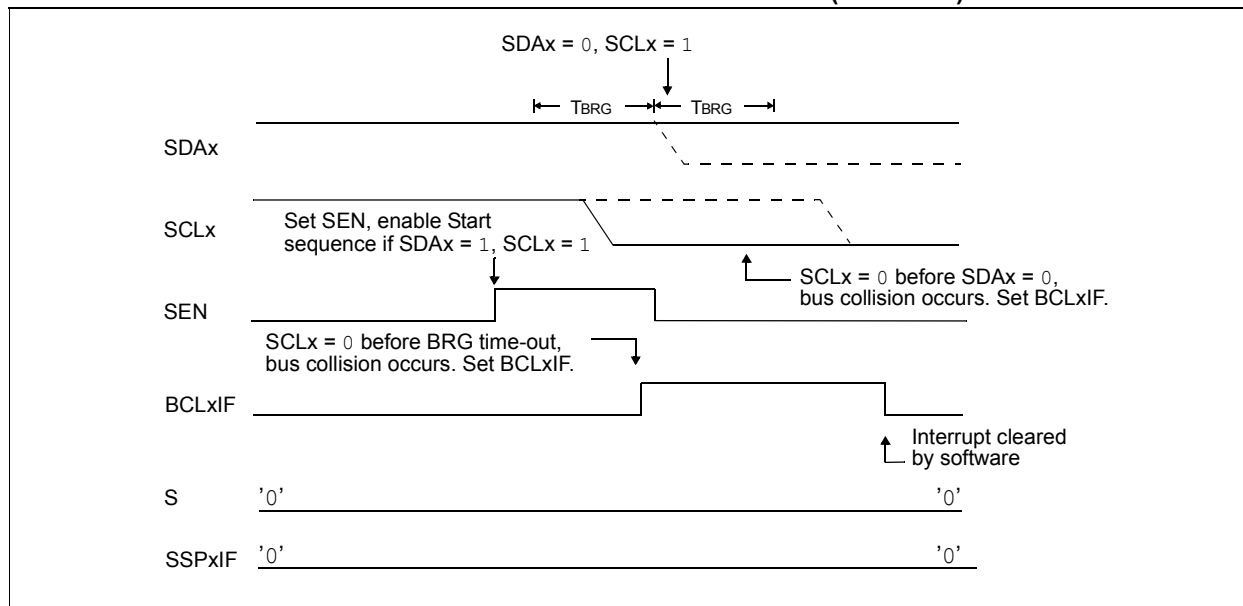 SDAx = 0, SCLx = 1
TBRG TBRG
SDAx
SCLx
Set SEN, enable Start
sequence if SDAx = 1, SCLx = 1
SCLx = 0 before SDAx = 0,
bus collision occurs. Set BCLxIF.
SEN
SCLx = 0 before BRG time-out,
bus collision occurs. Set BCLxIF.
BCLxIF
Interrupt cleared
by software
S '0' '0'
SSPxIF '0' '0'